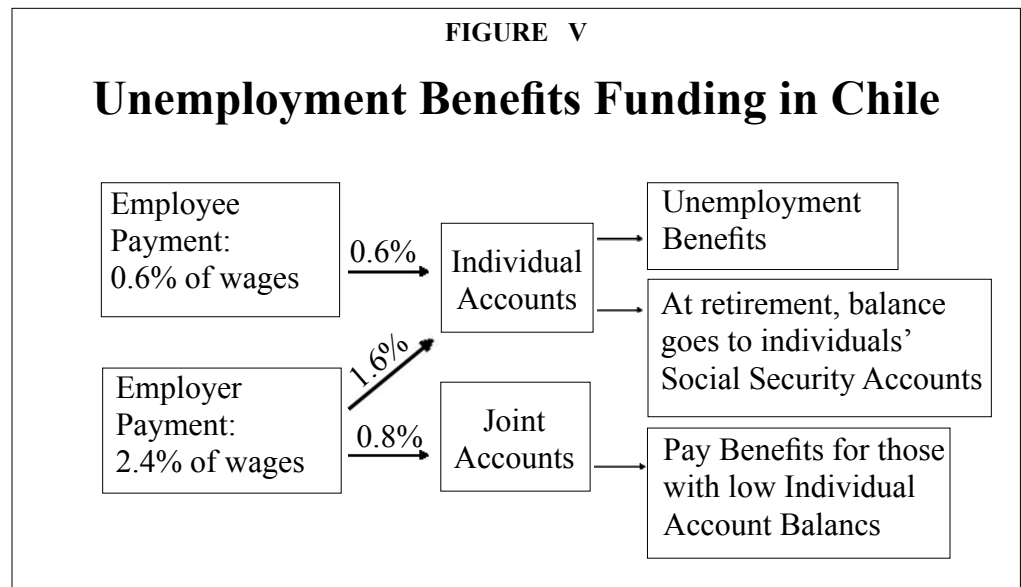 FIGURE V
Unemployment Benefits Funding in Chile
Employee
Payment:
0.6% of wages
0.6%
Individual
Accounts
Unemployment
Benefits
At retirement, balance
goes to individuals’
Social Security Accounts
Employer
Payment:
2.4% of wages
1.6%
0.8%
Joint
Accounts
Pay Benefits for those
with low Individual
Account Balancs